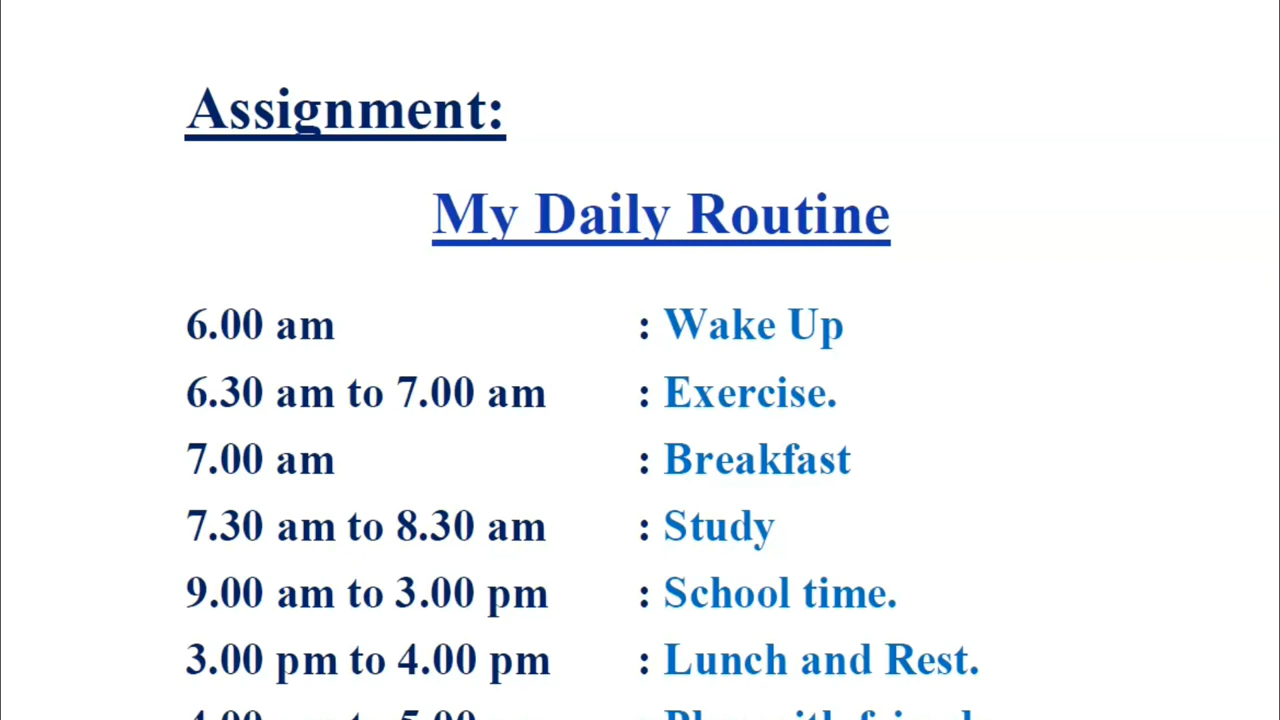 Assignment:
My Daily Routine
6.00 am : Wake Up
6.30 am to 7.00 am : Exercise.
7.00 am : Breakfast
7.30 am to 8.30 am : Study
9.00 am to 3.00 pm : School time.
3.00 pm to 4.00 pm : Lunch and Rest.